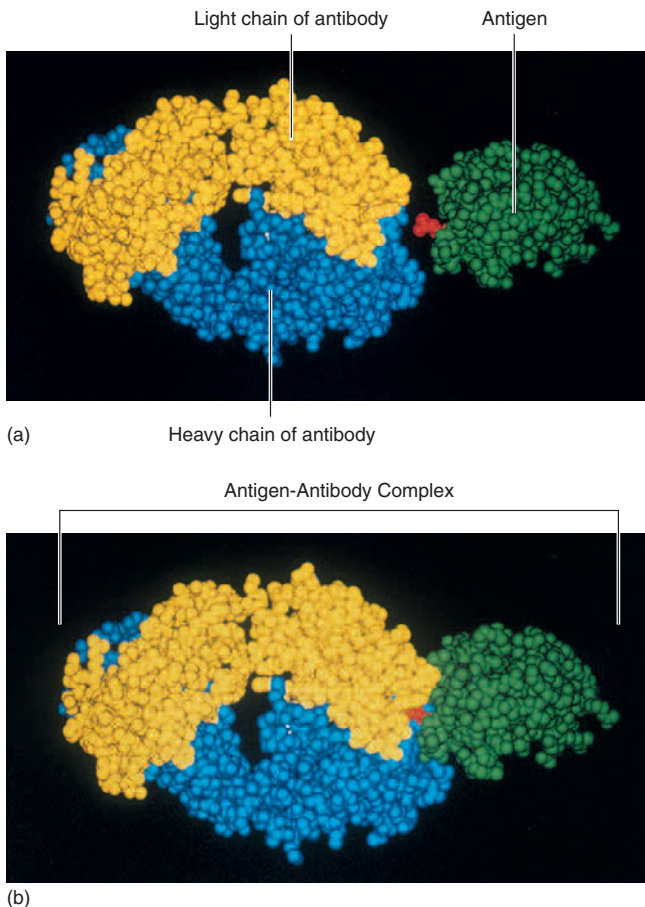 Light chain of antibody
Antigen
(a)
Heavy chain of antibody
Antigen-Antibody Complex
(b)